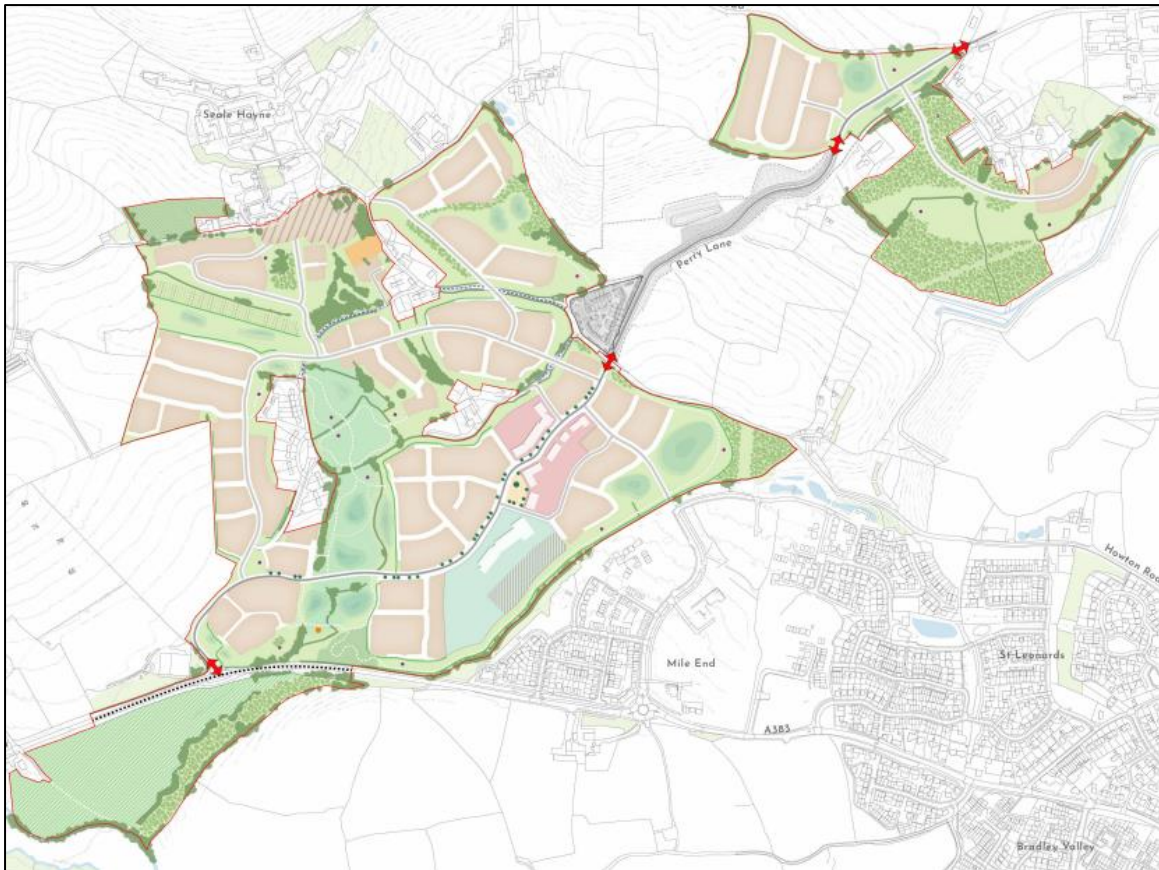 Seale Hayne
Perry Lane
Howton Roa
St Leonards
Mile End
A383
Bradley Valley